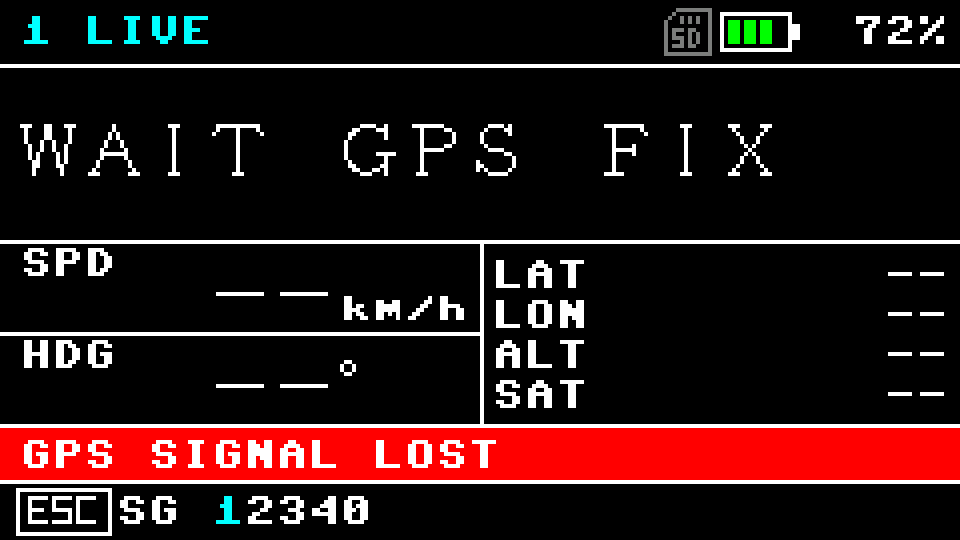 1 LIVE SD 72%
WAIT GPS FIX
SPD -- km/h
HDG -- °
LAT --
LON --
ALT --
SAT --
GPS SIGNAL LOST
ESC SG 12340